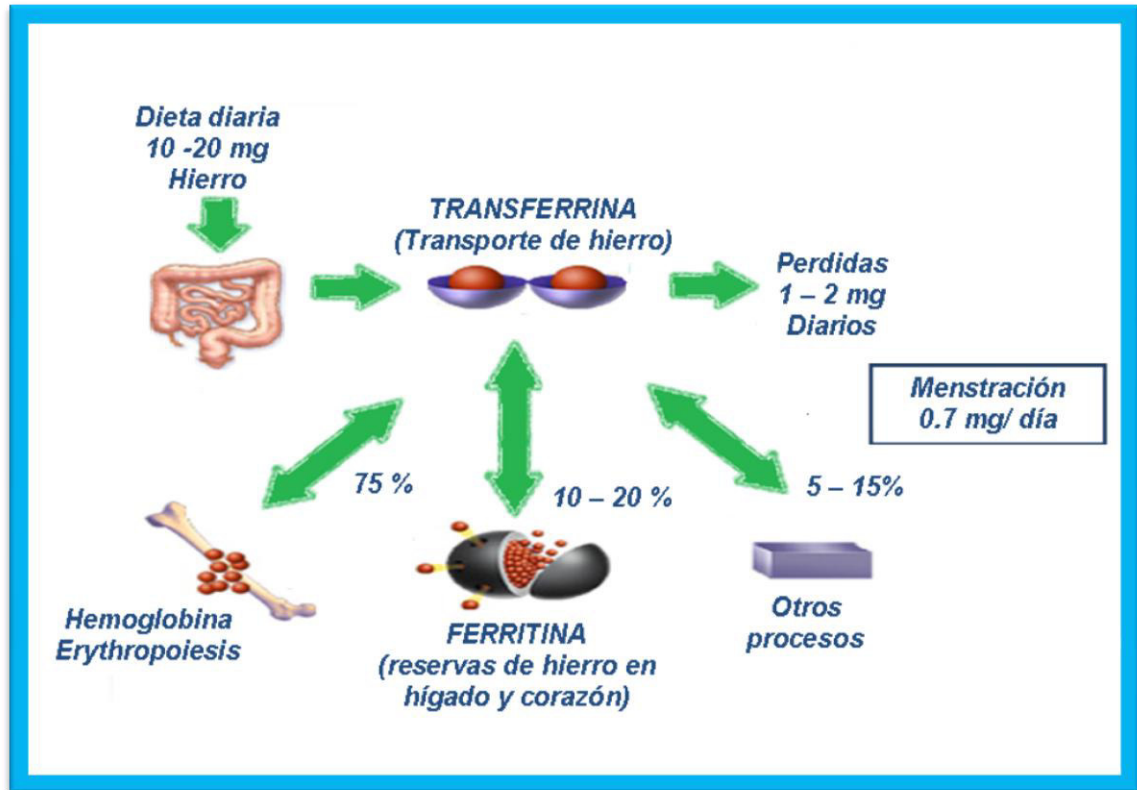 Dieta diaria
10 -20 mg
Hierro
TRANSFERRINA
(Transporte de hierro)
Perdidas
1 – 2 mg
Diarios
Menstración
0.7 mg/ día
75 %
10 – 20 %
5 – 15%
Hemoglobina
Erythropoiesis
FERRITINA
(reservas de hierro en
hígado y corazón)
Otros
procesos